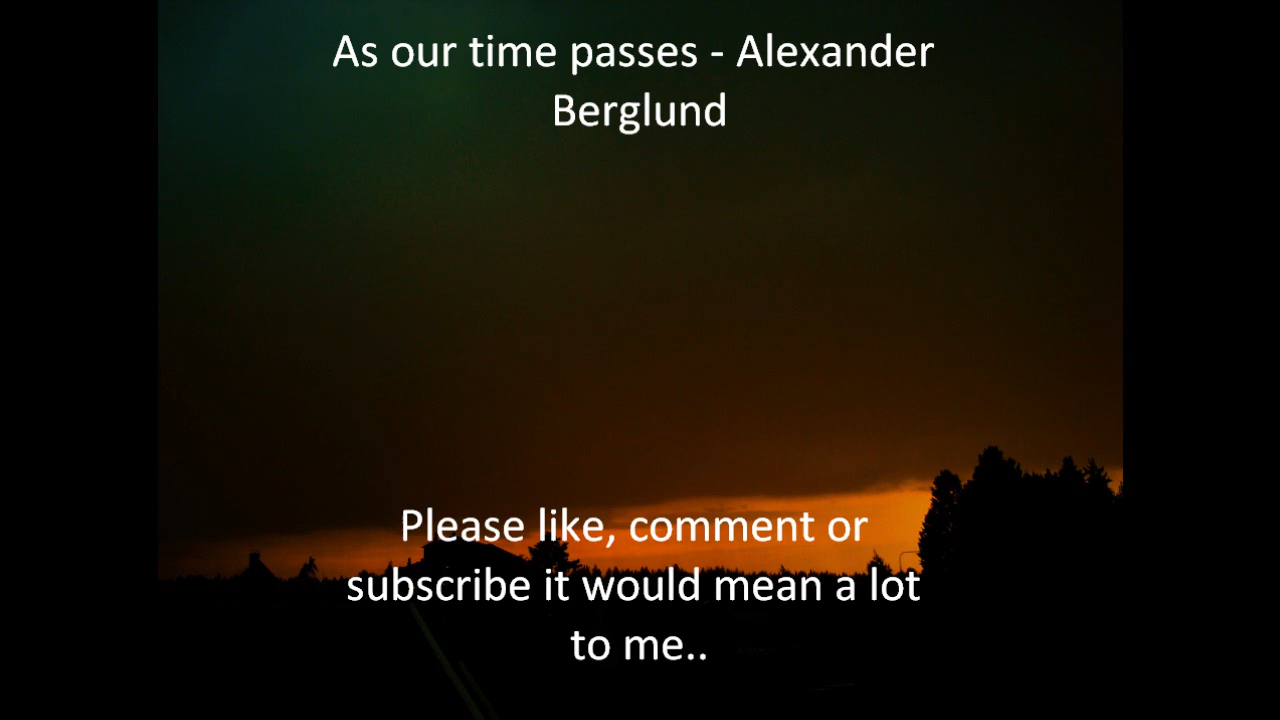 As our time passes - Alexander
Berglund
Please like, comment or
subscribe it would mean a lot
to me..